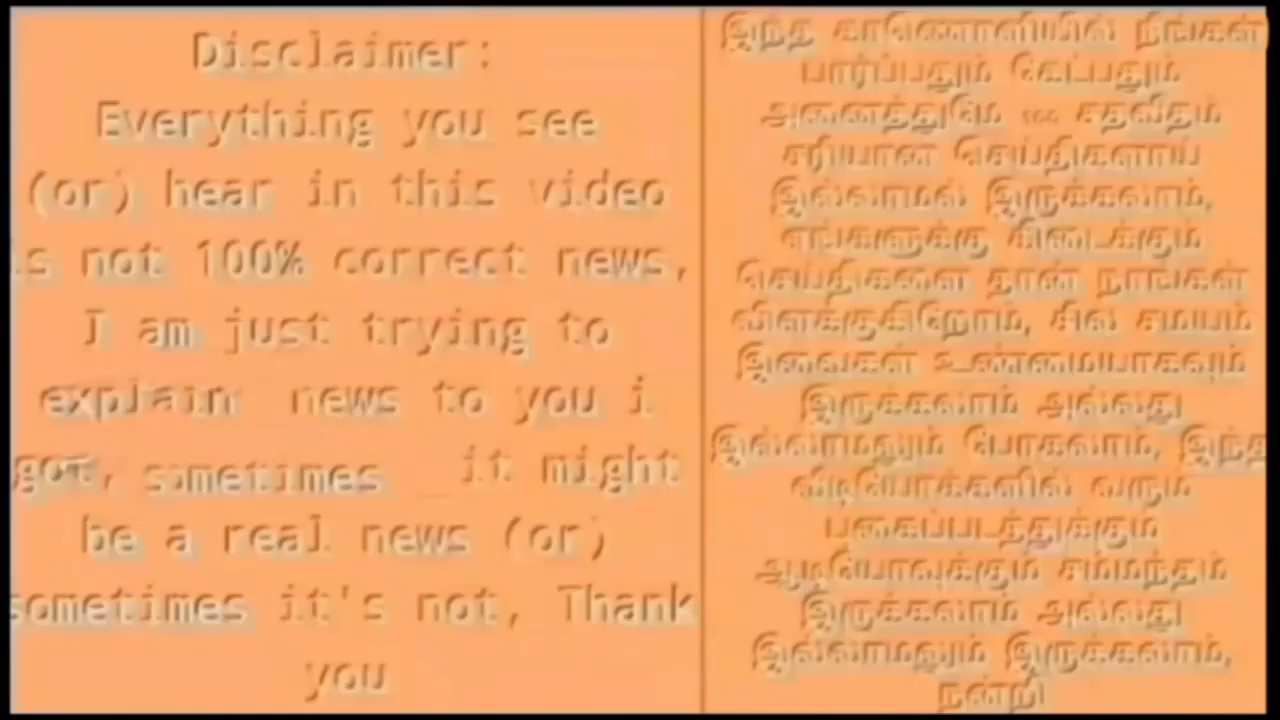 Disclaimer:
Everything you see
(or) hear in this video
is not 100% correct news,
I am just trying to
explain news to you i
got, sometimes it might
be a real news (or)
sometimes it's not, Thank
you
இந்த காணொளியில் நீங்கள்
பார்ப்பதும் கேட்பதும்
அனைத்துமே 100 சதவீதம்
சரியான செய்திகளாய்
இல்லாமல் இருக்கலாம்,
எங்களுக்கு கிடைக்கும்
செய்திகளை தான் நாங்கள்
விளக்குகிறோம், சில சமயம்
இவைகள் உண்மையாகவும்
இருக்கலாம் அல்லது
இல்லாமலும் போகலாம், இந்த
வீடியோக்களில் வரும்
பகைப்படத்துக்கும்
ஆடியோவுக்கும் சம்மந்தம்
இருக்கலாம் அல்லது
இல்லாமலும் இருக்கலாம்,
நன்றி